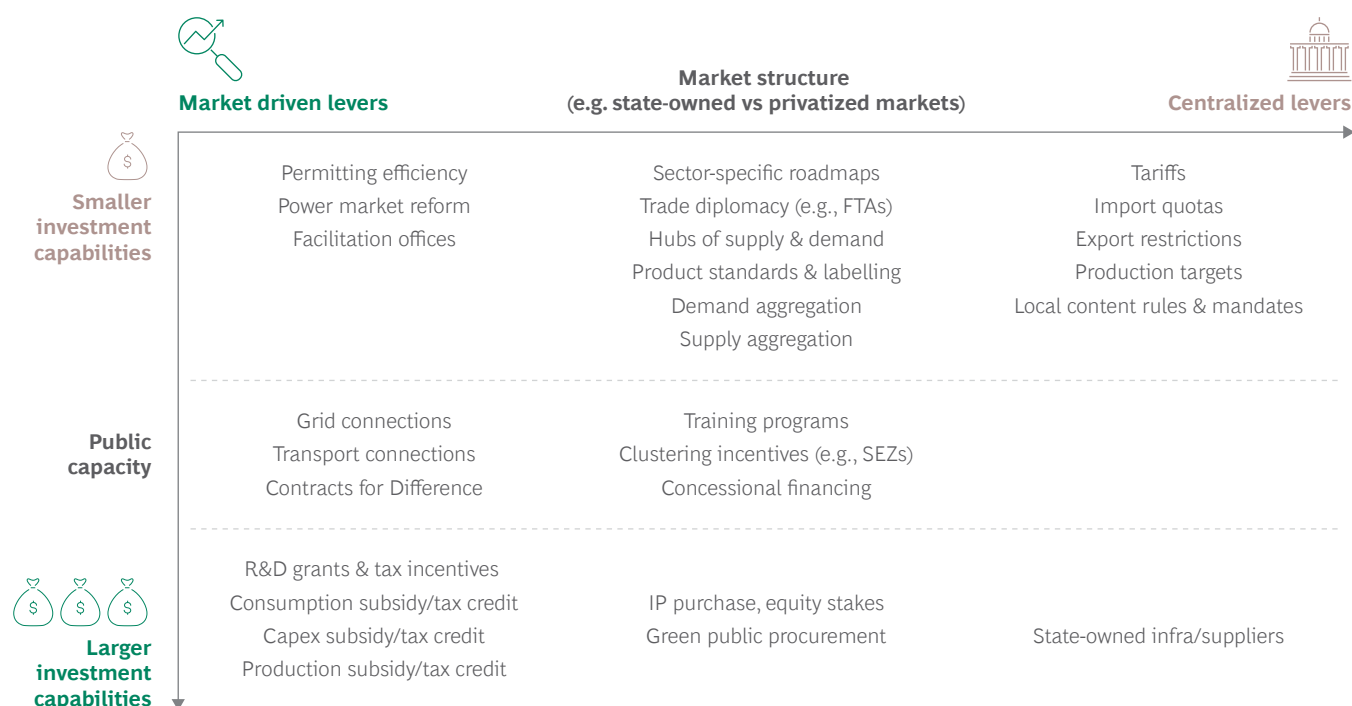 Market structure
Market driven levers
(e.g. state-owned vs privatized markets)
Centralized levers
$
Smaller
investment
capabilities
Permitting efficiency
Power market reform
Facilitation offices
Sector-specific roadmaps
Trade diplomacy (e.g., FTAs)
Hubs of supply & demand
Product standards & labelling
Demand aggregation
Supply aggregation
Tariffs
Import quotas
Export restrictions
Production targets
Local content rules & mandates
Public
capacity
Grid connections
Transport connections
Contracts for Difference
Training programs
Clustering incentives (e.g., SEZs)
Concessional financing
$ $ $
Larger
investment
capabilities
R&D grants & tax incentives
Consumption subsidy/tax credit
Capex subsidy/tax credit
Production subsidy/tax credit
IP purchase, equity stakes
Green public procurement
State-owned infra/suppliers